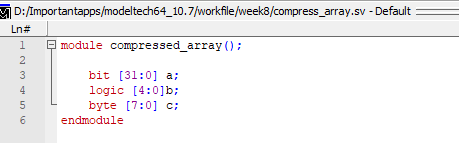 D:/Importantapps/modeltech64_10.7/workfile/week8/compress_array.sv - Default
Ln#
1 module compressed_array();
2
3 bit [31:0] a;
4 logic [4:0]b;
5 byte [7:0] c;
6 endmodule